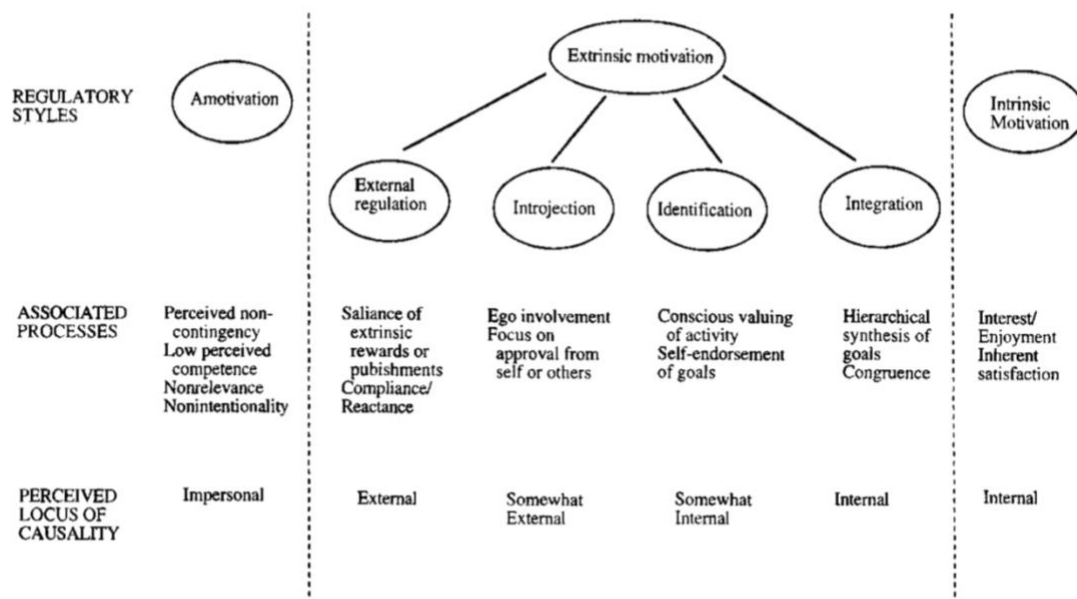 Extrinsic motivation
REGULATORY
STYLES
Amotivation
Intrinsic
Motivation
External
regulation
Introjection
Identification
Integration
ASSOCIATED
PROCESSES
Perceived non-
contingency
Low perceived
competence
Nonrelevance
Nonintentionality
Saliance of
extrinsic
rewards or
pubishments
Compliance/
Reactance
Ego involvement
Focus on
approval from
self or others
Conscious valuing
of activity
Self-endorsement
of goals
Hierarchical
synthesis of
goals
Congruence
Interest/
Enjoyment
Inherent
satisfaction
PERCEIVED
LOCUS OF
CAUSALITY
Impersonal
External
Somewhat
External
Somewhat
Internal
Internal
Internal